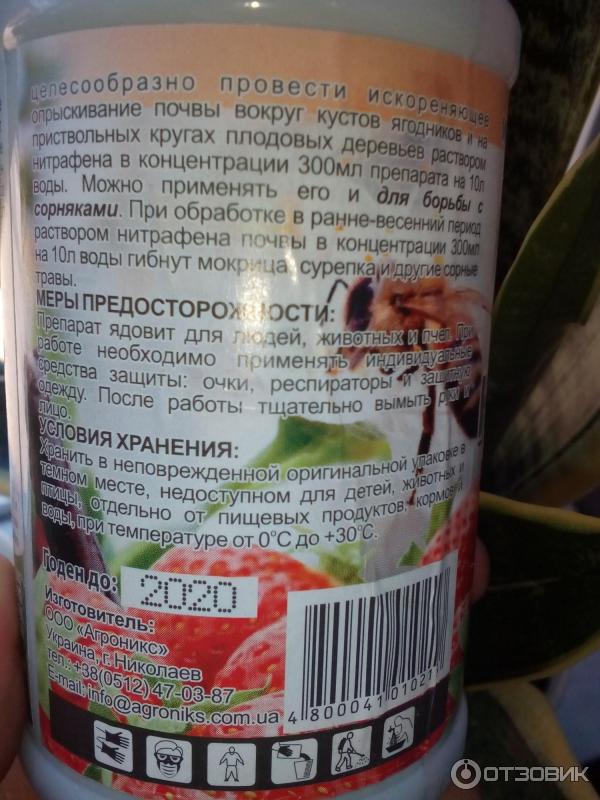 целесообразно провести искореняющее
опрыскивание почвы вокруг кустов ягодников и на
приствольных кругах плодовых деревьев раствором
нитрафена в концентрации 300мл препарата на 10л
воды. Можно применять его и для борьбы с
сорняками. При обработке в ранне-весенний период
раствором нитрафена почвы в концентрации 300мл
на 10л воды гибнут мокрица, сурепка и другие сорные
травы.
МЕРЫ ПРЕДОСТОРОЖНОСТИ:
Препарат ядовит для людей, животных и пчел. При
работе необходимо применять индивидуальные
средства защиты: очки, респираторы и защитную
одежду. После работы тщательно вымыть руки и
лицо.
УСЛОВИЯ ХРАНЕНИЯ:
Хранить в неповрежденной оригинальной упаковке в
темном месте, недоступном для детей, животных и
птицы, отдельно от пищевых продуктов, кормов и
воды, при температуре от 0°С до +30°С.
Годен до: 2020
Изготовитель:
ООО «Агроникс»
Украина, г. Николаев
тел.: +38(0512) 47-03-87
E-mail: info@agroniks.com.ua
4 800041 01021
ОТЗОВИК